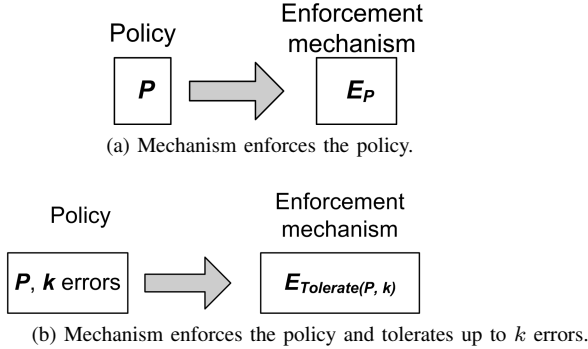 Policy
Enforcement
mechanism
P
E_P
(a) Mechanism enforces the policy.
Policy
Enforcement
mechanism
P, k errors
E_Tolerate(P, k)
(b) Mechanism enforces the policy and tolerates up to k errors.